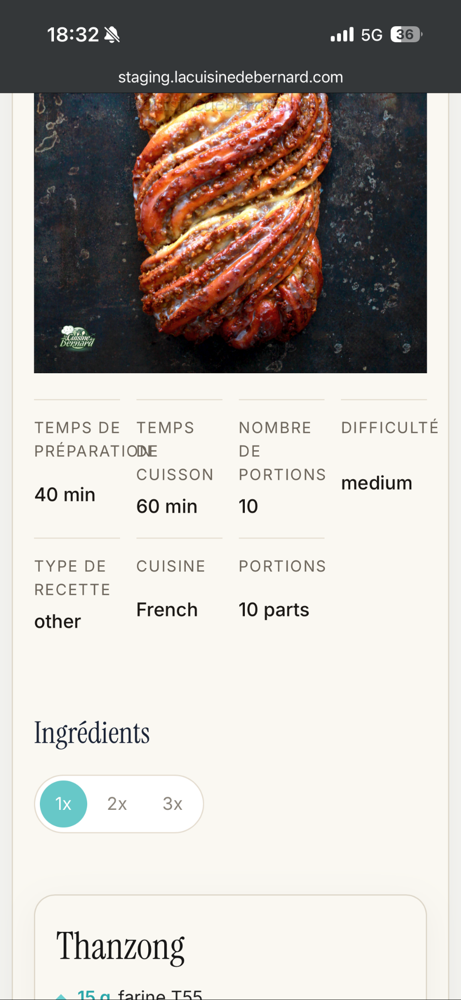 18:32
5G
36
staging.lacuisinedebernard.com
lacuisinedebernard.com
La
Cuisine de
Bernard
TEMPS DE PRÉPARATION
40 min
TEMPS
DE
CUISSON
60 min
NOMBRE
DE
PORTIONS
10
DIFFICULTÉ
medium
TYPE DE
RECETTE
other
CUISINE
French
PORTIONS
10 parts
Ingrédients
1x 2x 3x
Thanzong
15 g farine T55